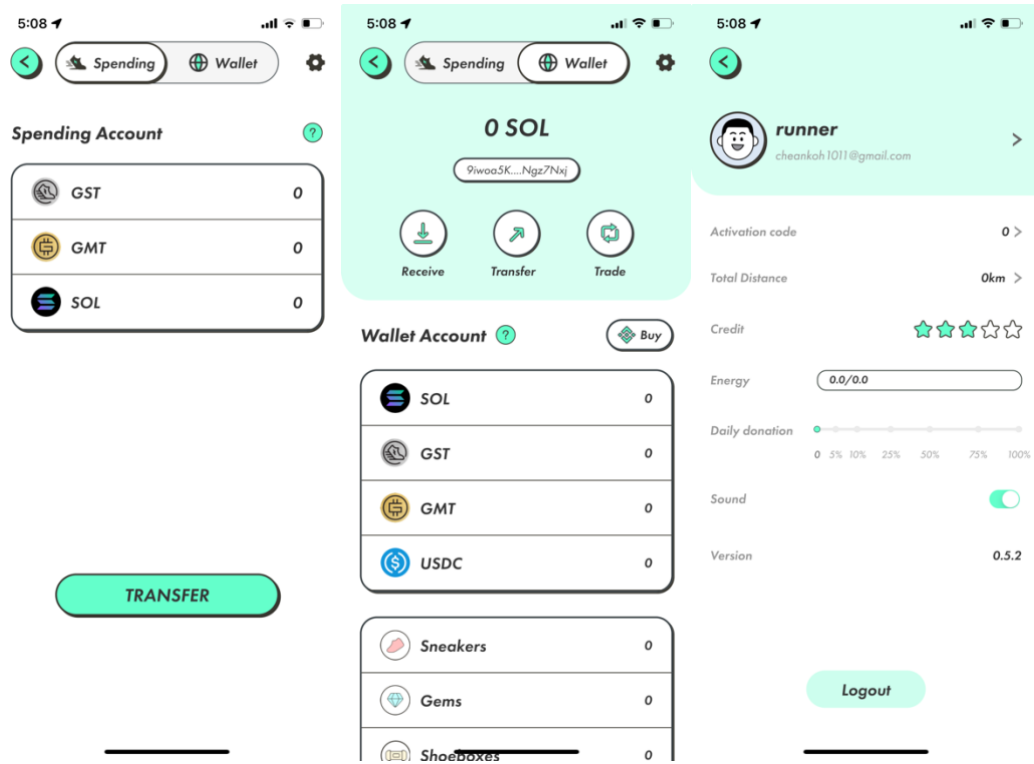 5:08
Spending
Wallet
Spending Account
?
GST 0
GMT 0
SOL 0
TRANSFER
5:08
Spending
Wallet
0 SOL
9iwoa5K....Ngz7Nxj
Receive
Transfer
Trade
Wallet Account
?
Buy
SOL 0
GST 0
GMT 0
USDC 0
Sneakers 0
Gems 0
Shoeboxes 0
5:08
runner
cheankoh1011@gmail.com
Activation code 0
Total Distance 0km
Credit
Energy 0.0/0.0
Daily donation
0 5% 10% 25% 50% 75% 100%
Sound
Version 0.5.2
Logout